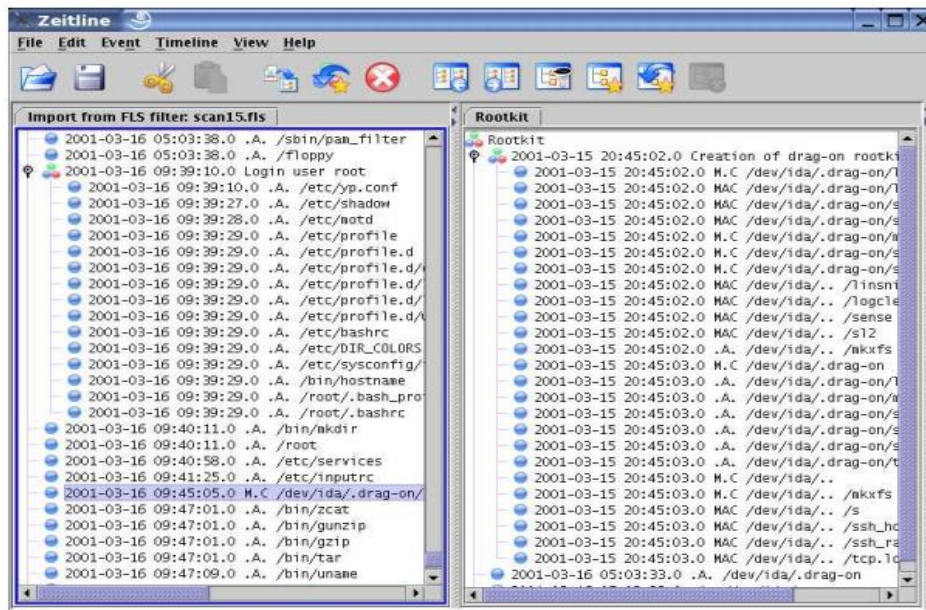 Zeitline
File Edit Event Timeline View Help
Import from FLS filter: scan15.fls
2001-03-16 05:03:38.0 .A. /sbin/pam_filter
2001-03-16 05:03:38.0 .A. /floppy
2001-03-16 09:39:10.0 Login user root
2001-03-16 09:39:10.0 .A. /etc/yp.conf
2001-03-16 09:39:27.0 .A. /etc/shadow
2001-03-16 09:39:28.0 .A. /etc/motd
2001-03-16 09:39:29.0 .A. /etc/profile
2001-03-16 09:39:29.0 .A. /etc/profile.d
2001-03-16 09:39:29.0 .A. /etc/profile.d/
2001-03-16 09:39:29.0 .A. /etc/profile.d/
2001-03-16 09:39:29.0 .A. /etc/profile.d/
2001-03-16 09:39:29.0 .A. /etc/profile.d/
2001-03-16 09:39:29.0 .A. /etc/bashrc
2001-03-16 09:39:29.0 .A. /etc/DIR_COLORS
2001-03-16 09:39:29.0 .A. /etc/sysconfig/
2001-03-16 09:39:29.0 .A. /bin/hostname
2001-03-16 09:39:29.0 .A. /root/.bash_pro
2001-03-16 09:39:29.0 .A. /root/.bashrc
2001-03-16 09:40:11.0 .A. /bin/mkdir
2001-03-16 09:40:11.0 .A. /root
2001-03-16 09:40:58.0 .A. /etc/services
2001-03-16 09:41:25.0 .A. /etc/inputrc
2001-03-16 09:45:05.0 M.C /dev/ida/.drag-on/
2001-03-16 09:47:01.0 .A. /bin/zcat
2001-03-16 09:47:01.0 .A. /bin/gunzip
2001-03-16 09:47:01.0 .A. /bin/gzip
2001-03-16 09:47:01.0 .A. /bin/tar
2001-03-16 09:47:09.0 .A. /bin/uname
Rootkit
Rootkit
2001-03-15 20:45:02.0 Creation of drag-on rootki
2001-03-15 20:45:02.0 M.C /dev/ida/.drag-on/l
2001-03-15 20:45:02.0 MAC /dev/ida/.drag-on/l
2001-03-15 20:45:02.0 MAC /dev/ida/.drag-on/s
2001-03-15 20:45:02.0 MAC /dev/ida/.drag-on/s
2001-03-15 20:45:02.0 M.C /dev/ida/.drag-on/m
2001-03-15 20:45:02.0 M.C /dev/ida/.drag-on/s
2001-03-15 20:45:02.0 M.C /dev/ida/.drag-on/s
2001-03-15 20:45:02.0 MAC /dev/ida/.. /linsni
2001-03-15 20:45:02.0 MAC /dev/ida/.. /logcle
2001-03-15 20:45:02.0 MAC /dev/ida/.. /sense
2001-03-15 20:45:02.0 MAC /dev/ida/.. /sl2
2001-03-15 20:45:02.0 .A. /dev/ida/.. /mkxfs
2001-03-15 20:45:03.0 M.C /dev/ida/.drag-on
2001-03-15 20:45:03.0 .A. /dev/ida/.drag-on/l
2001-03-15 20:45:03.0 .A. /dev/ida/.drag-on/m
2001-03-15 20:45:03.0 .A. /dev/ida/.drag-on/s
2001-03-15 20:45:03.0 .A. /dev/ida/.drag-on/s
2001-03-15 20:45:03.0 .A. /dev/ida/.drag-on/t
2001-03-15 20:45:03.0 M.C /dev/ida/..
2001-03-15 20:45:03.0 M.C /dev/ida/.. /mkxfs
2001-03-15 20:45:03.0 MAC /dev/ida/.. /s
2001-03-15 20:45:03.0 MAC /dev/ida/.. /ssh_ho
2001-03-15 20:45:03.0 MAC /dev/ida/.. /ssh_ra
2001-03-15 20:45:03.0 MAC /dev/ida/.. /tcp.lo
2001-03-16 05:03:33.0 .A. /dev/ida/.drag-on